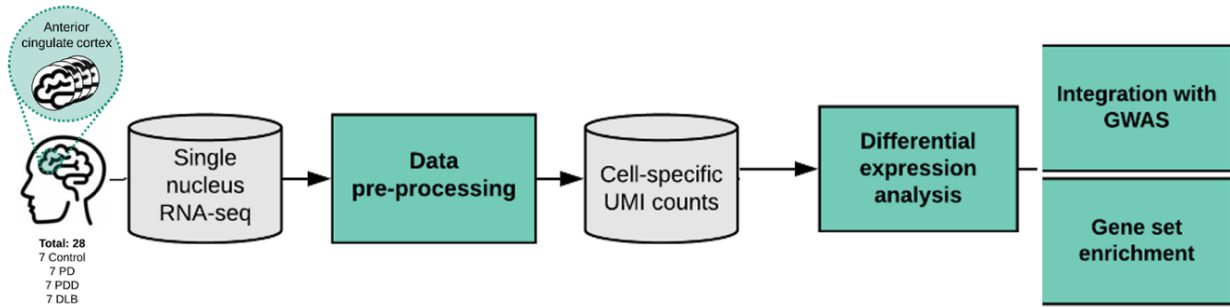 Anterior
cingulate cortex
Total: 28
7 Control
7 PD
7 PDD
7 DLB
Single
nucleus
RNA-seq
Data
pre-processing
Cell-specific
UMI counts
Differential
expression
analysis
Integration with
GWAS
Gene set
enrichment